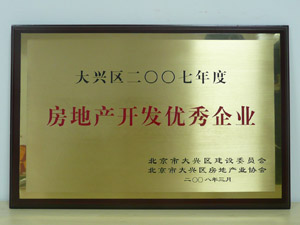 大兴区二〇〇七年度
房地产开发优秀企业
北京市大兴区建设委员会
北京市大兴区房地产业协会
二〇〇八年三月